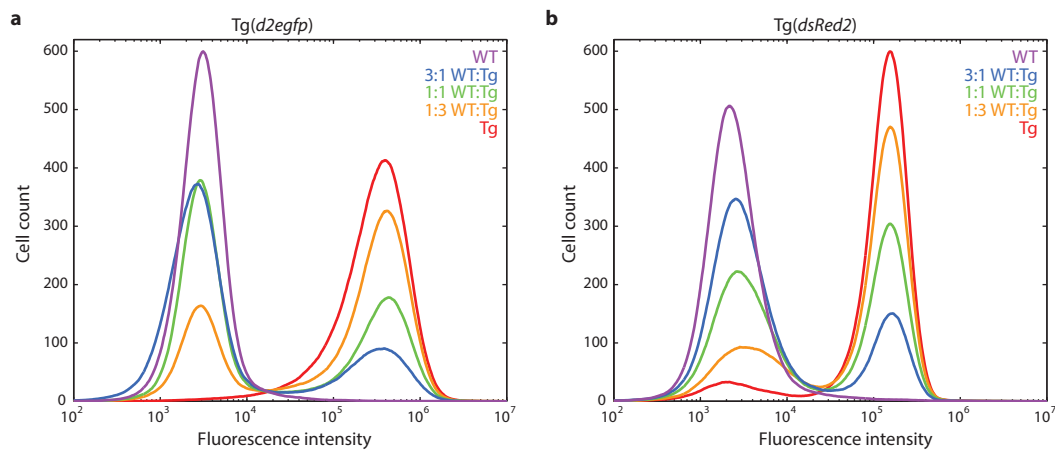 a
Tg(d2egfp)
600
500
400
300
200
100
0
Cell count
WT
3:1 WT:Tg
1:1 WT:Tg
1:3 WT:Tg
Tg
10² 10³ 10⁴ 10⁵ 10⁶ 10⁷
Fluorescence intensity
b
Tg(dsRed2)
600
500
400
300
200
100
0
Cell count
WT
3:1 WT:Tg
1:1 WT:Tg
1:3 WT:Tg
Tg
10² 10³ 10⁴ 10⁵ 10⁶ 10⁷
Fluorescence intensity